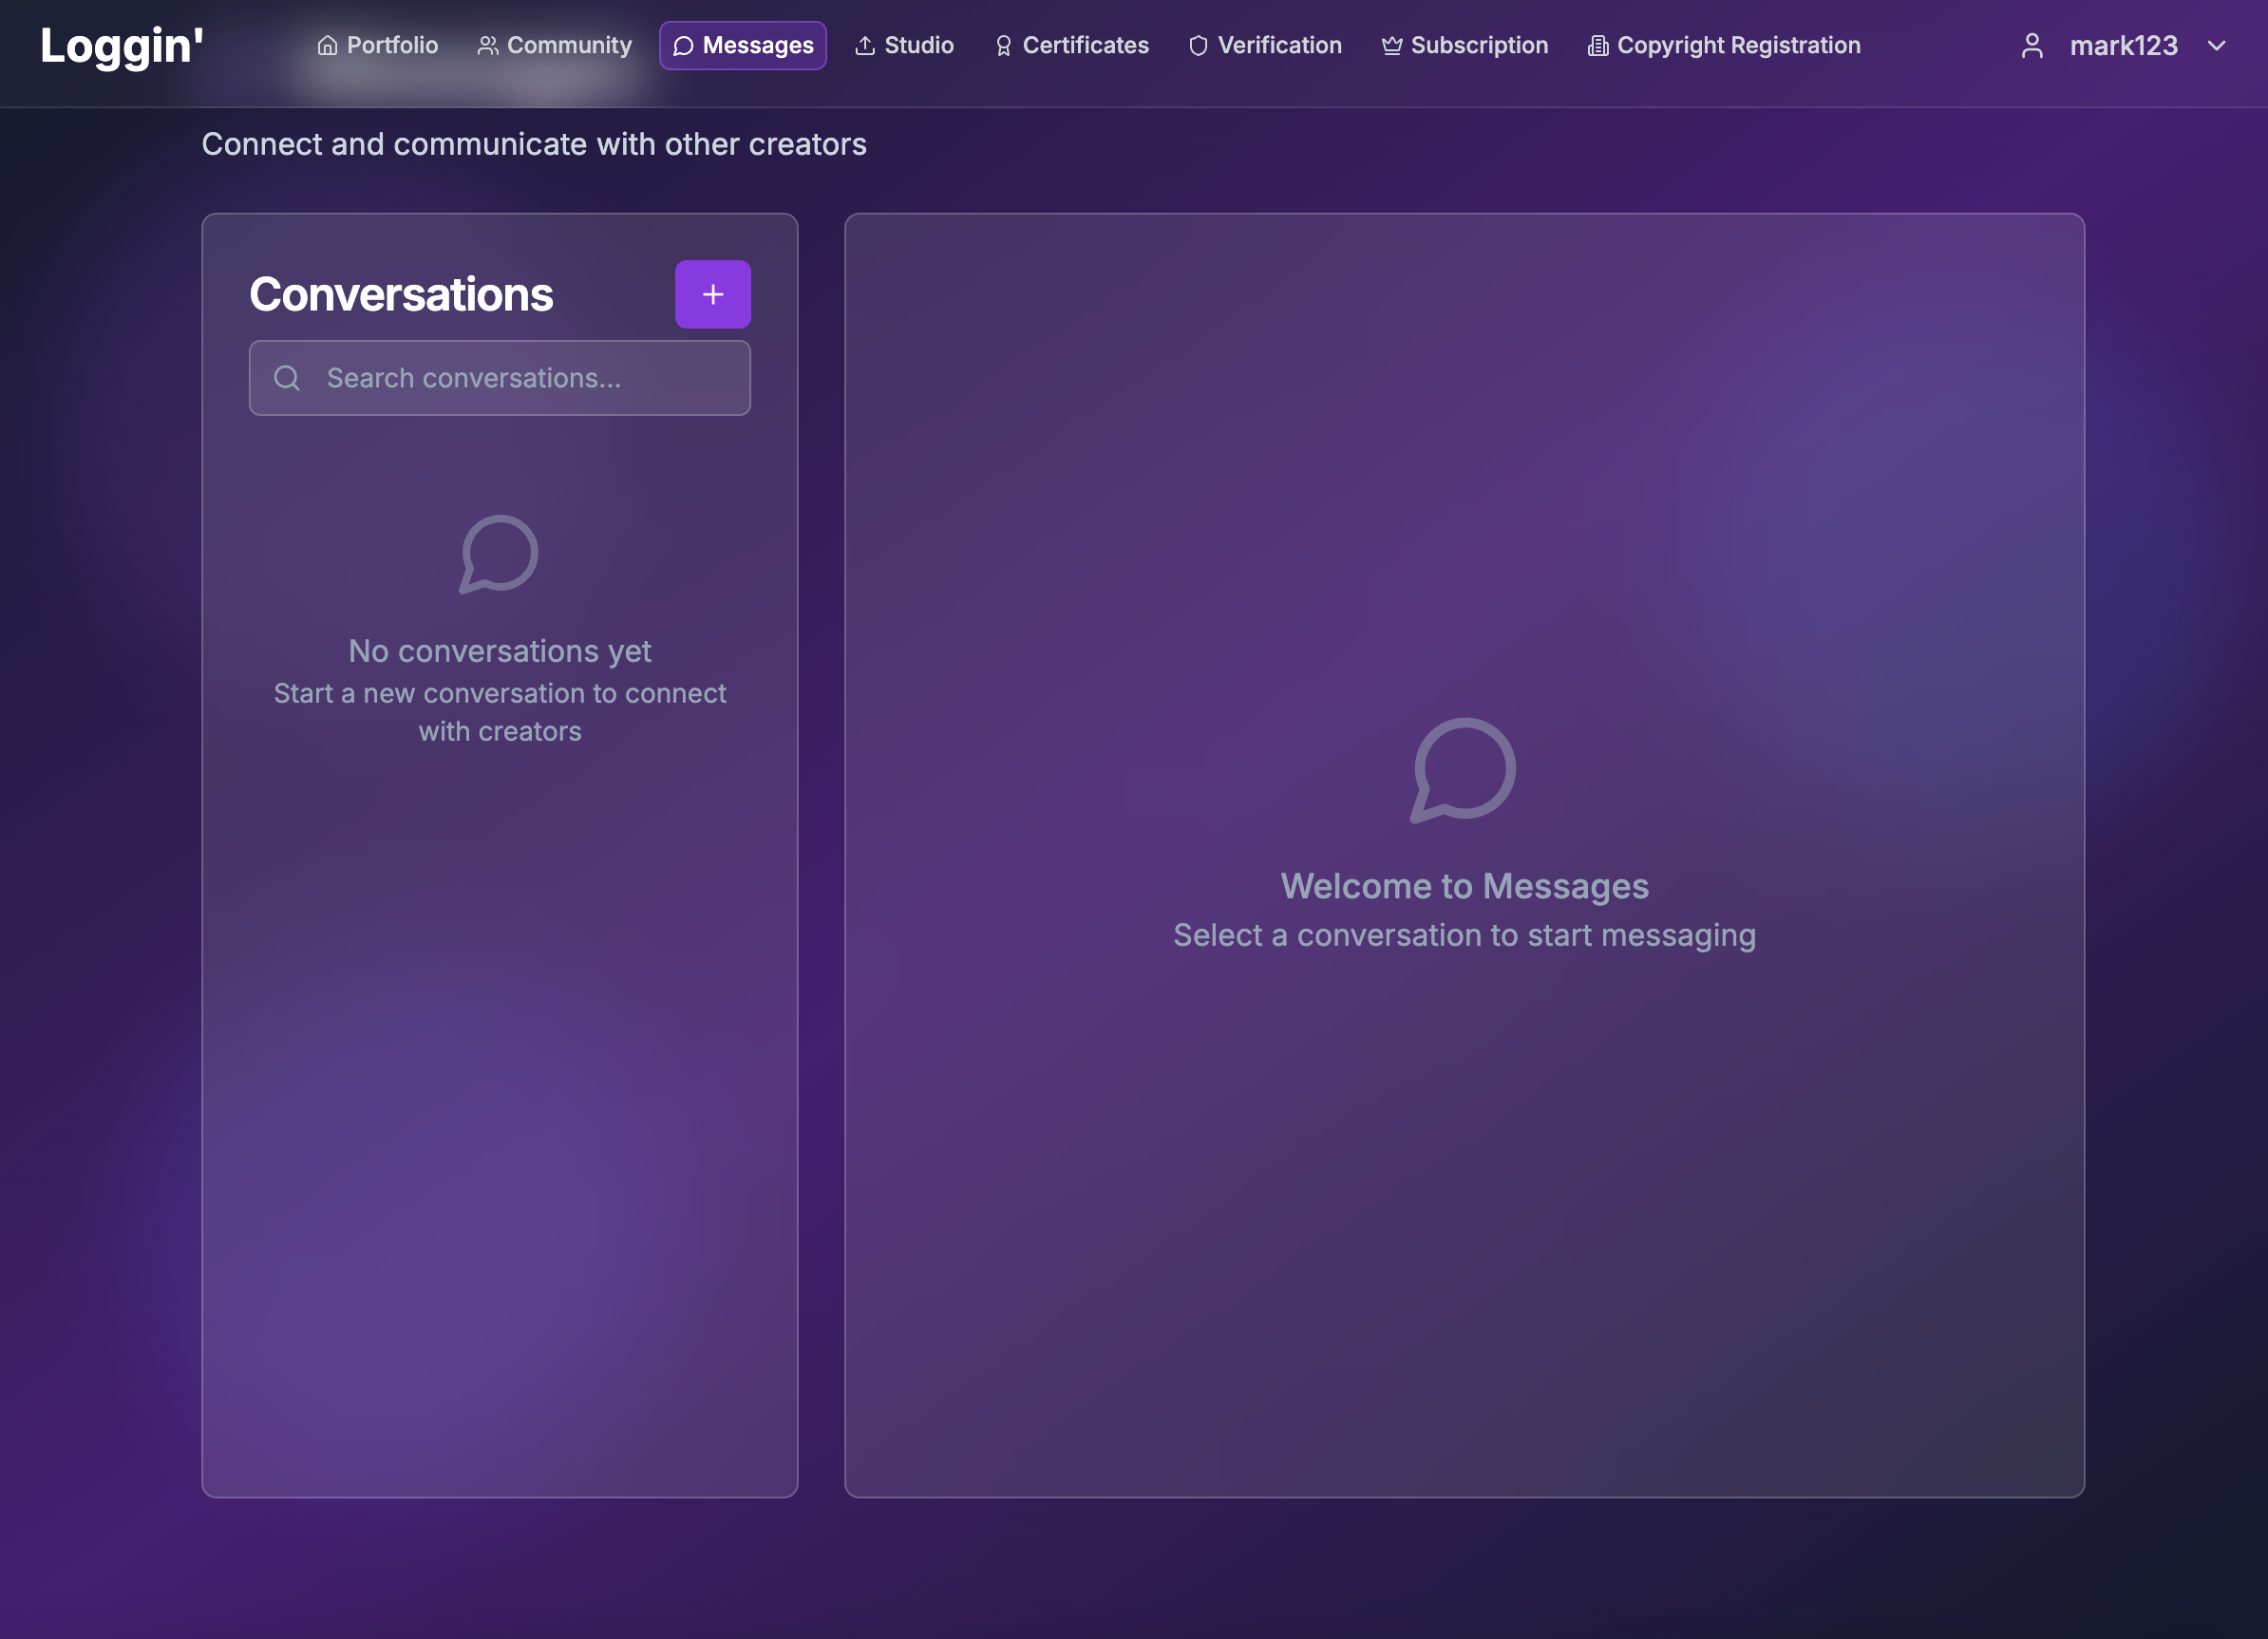 Loggin'
Portfolio
Community
Messages
Studio
Certificates
Verification
Subscription
Copyright Registration
mark123
Connect and communicate with other creators
Conversations
Search conversations...
No conversations yet
Start a new conversation to connect
with creators
Welcome to Messages
Select a conversation to start messaging